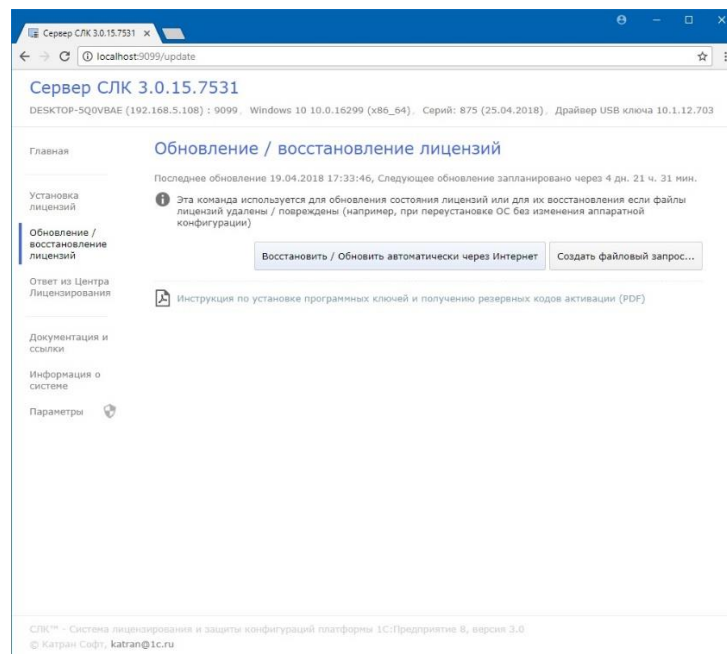 Сервер СЛК 3.0.15.7531
localhost:9099/update
Сервер СЛК 3.0.15.7531
DESKTOP-5Q0VBAE (192.168.5.108) : 9099, Windows 10 10.0.16299 (x86_64), Серий: 875 (25.04.2018), Драйвер USB ключа 10.1.12.703
Главная
Установка
лицензий
Обновление /
восстановление
лицензий
Ответ из Центра
Лицензирования
Документация и
ссылки
Информация о
системе
Параметры
Обновление / восстановление лицензий
Последнее обновление 19.04.2018 17:33:46, Следующее обновление запланировано через 4 дн. 21 ч. 31 мин.
Эта команда используется для обновления состояния лицензий или для их восстановления если файлы
лицензий удалены / повреждены (например, при переустановке ОС без изменения аппаратной
конфигурации)
Восстановить / Обновить автоматически через Интернет
Создать файловый запрос...
Инструкция по установке программных ключей и получению резервных кодов активации (PDF)
СЛК™ - Система лицензирования и защиты конфигураций платформы 1С:Предприятие 8, версия 3.0
© Катран Софт, katran@1c.ru